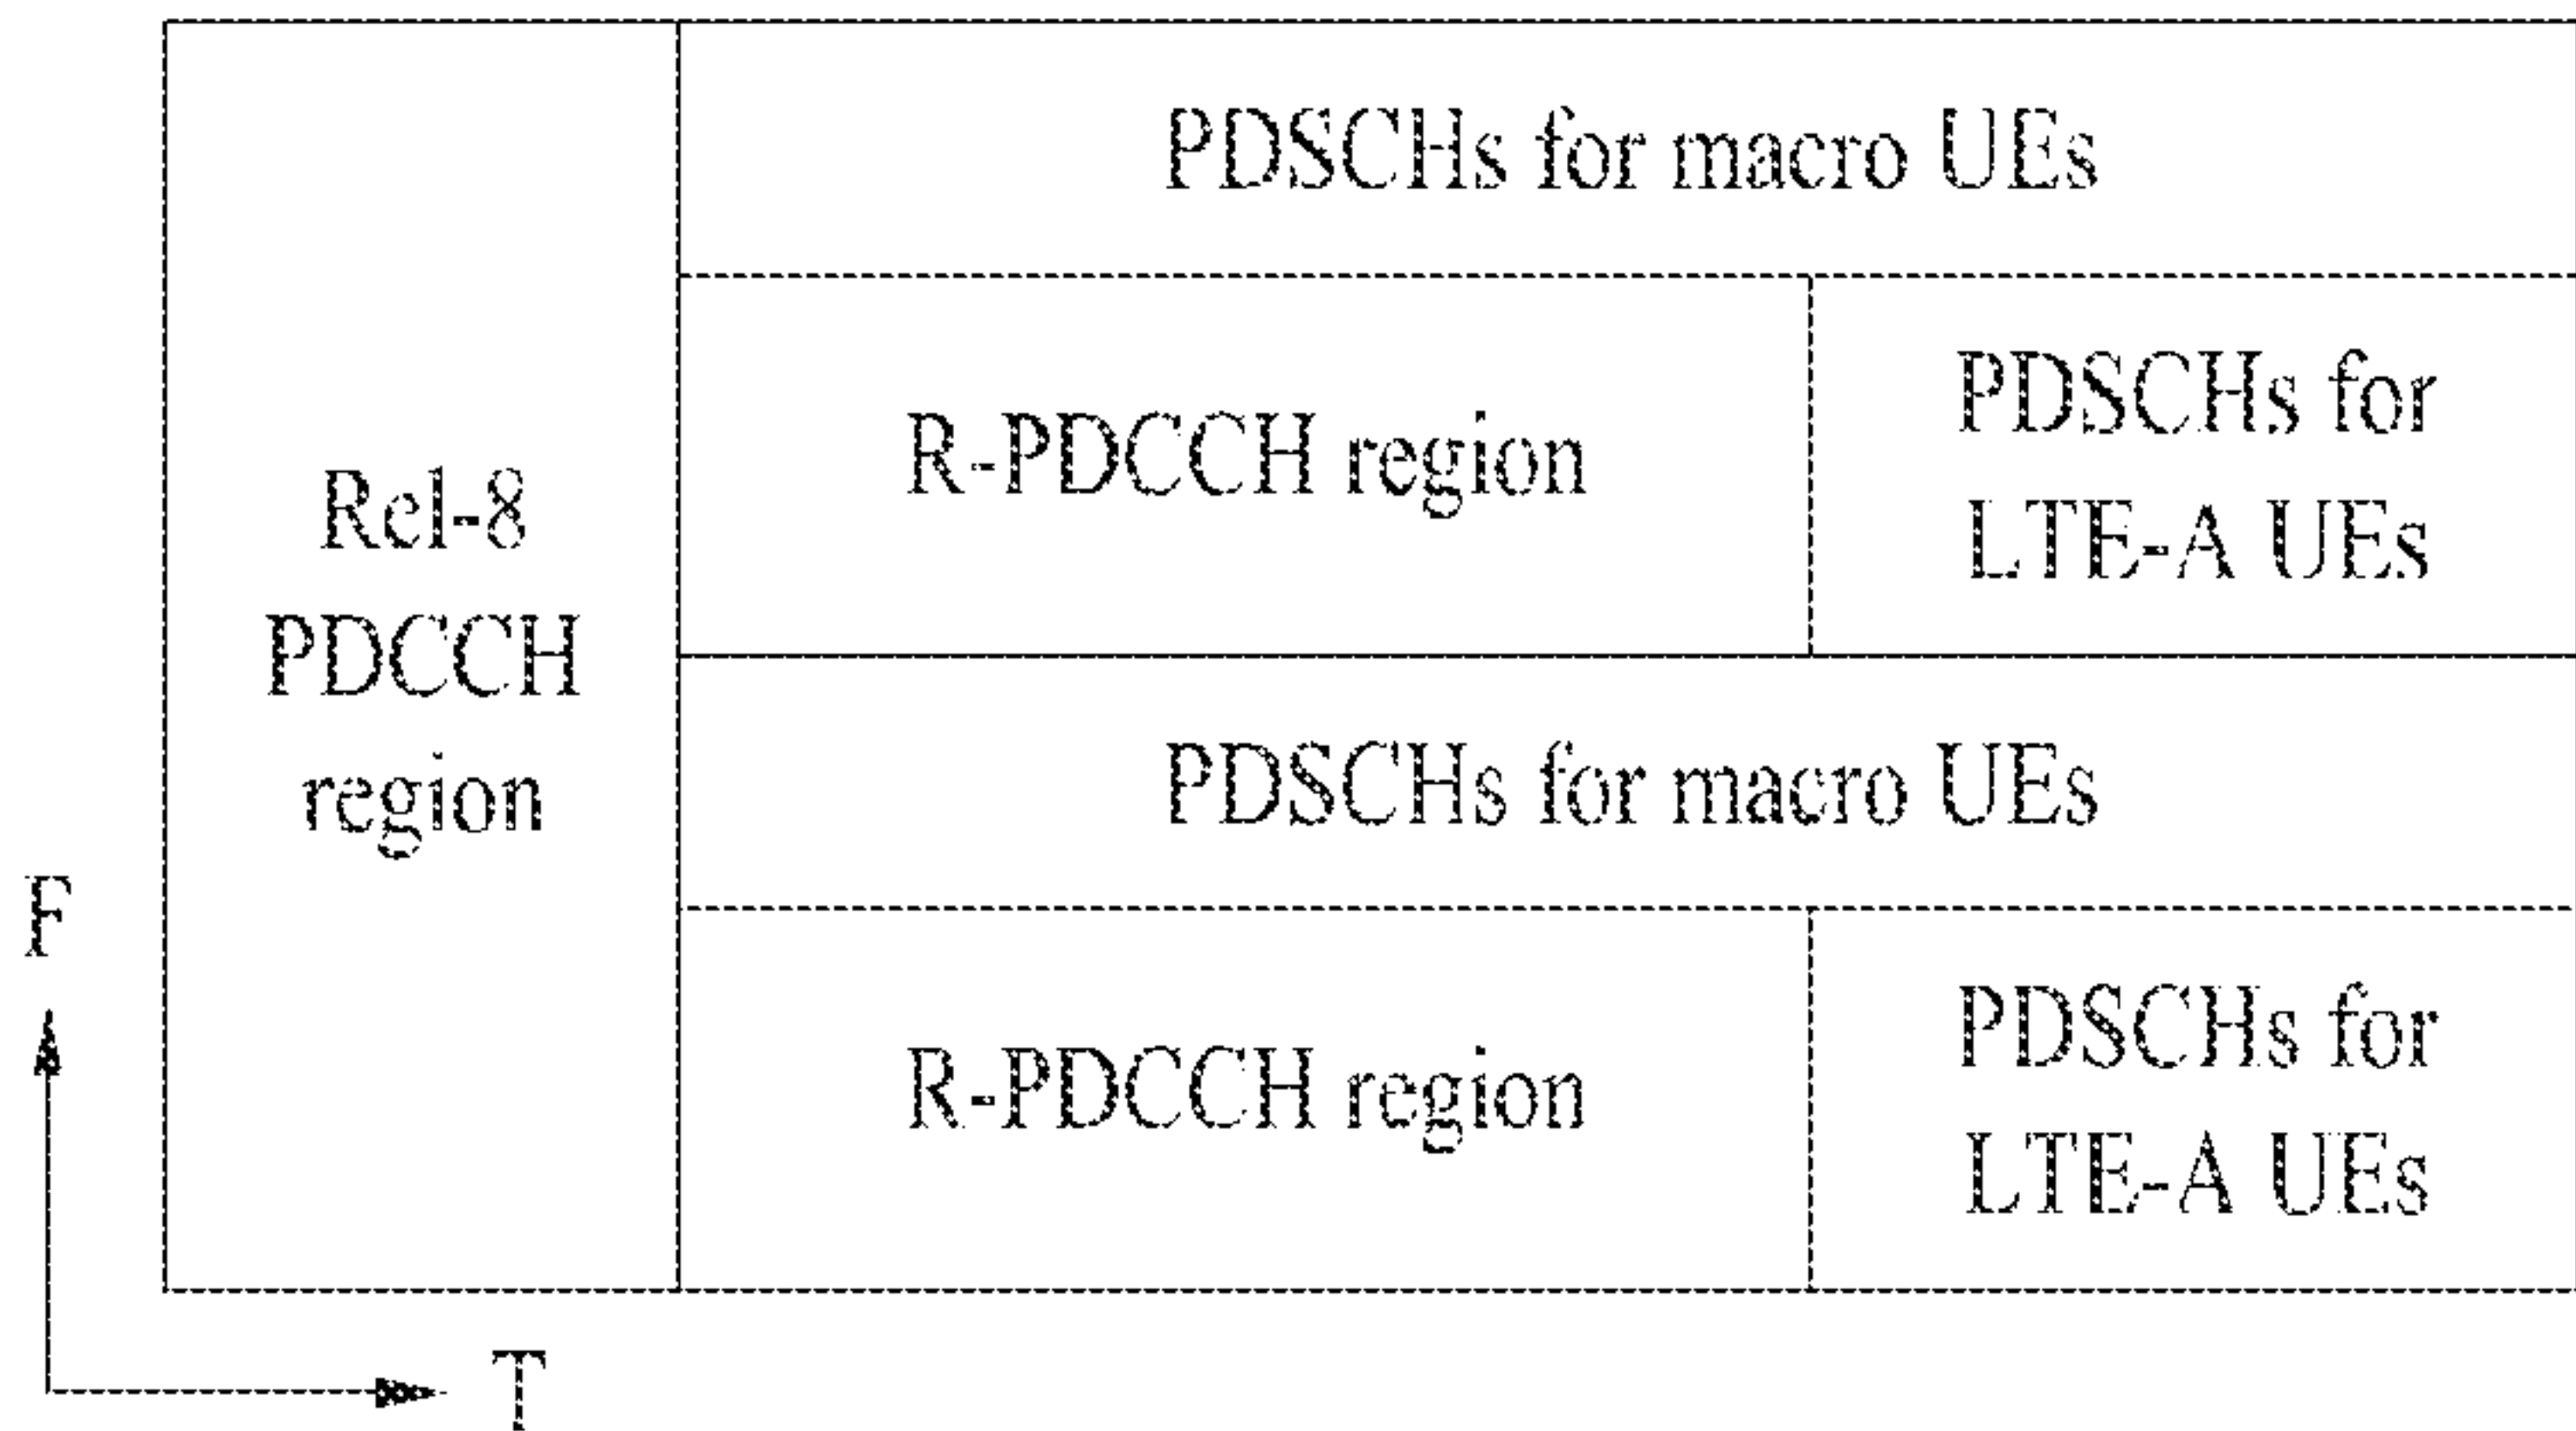 PDSCHs for macro UEs
R-PDCCH region
PDSCHs for
LTE-A UEs
Rel-8
PDCCH
region
PDSCHs for macro UEs
R-PDCCH region
PDSCHs for
LTE-A UEs
F
T